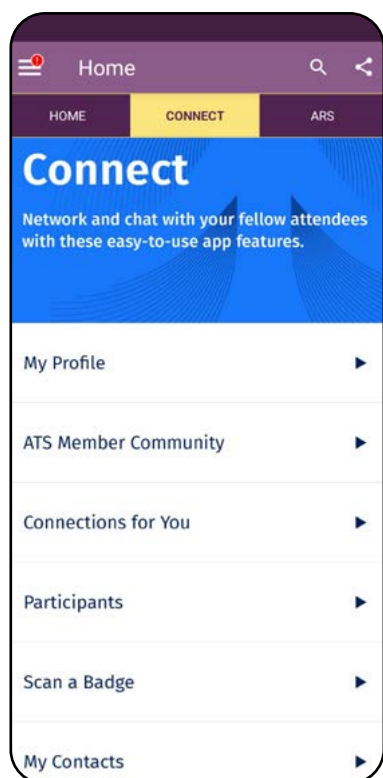 Home
HOME CONNECT ARS
Connect
Network and chat with your fellow attendees
with these easy-to-use app features.
My Profile
ATS Member Community
Connections for You
Participants
Scan a Badge
My Contacts